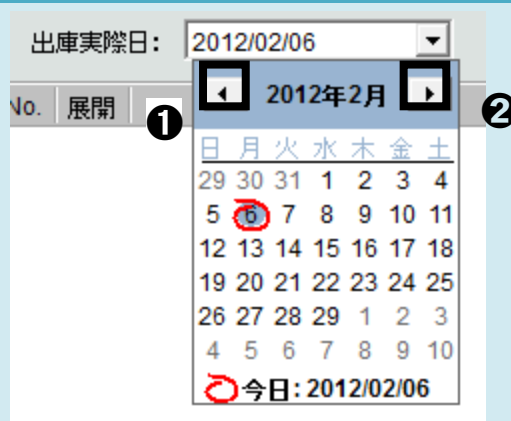 出庫実際日: 2012/02/06
No. 展開
❶ ❷
2012年2月
日 月 火 水 木 金 土
29 30 31 1 2 3 4
5 6 7 8 9 10 11
12 13 14 15 16 17 18
19 20 21 22 23 24 25
26 27 28 29 1 2 3
4 5 6 7 8 9 10
今日: 2012/02/06